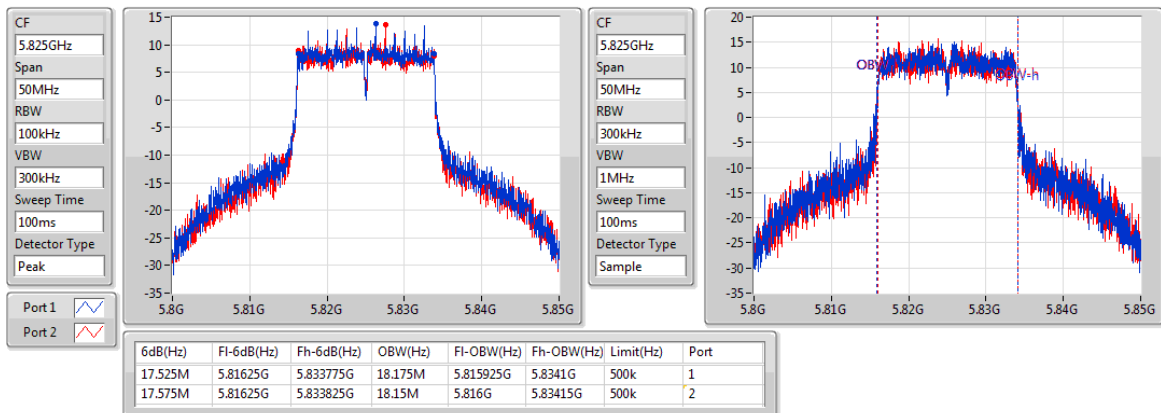 CF
5.825GHz
Span
50MHz
RBW
100kHz
VBW
300kHz
Sweep Time
100ms
Detector Type
Peak
Port 1
Port 2
15
10
5
0
-5
-10
-15
-20
-25
-30
-35
5.8G
5.81G
5.82G
5.83G
5.84G
5.85G
CF
5.825GHz
Span
50MHz
RBW
300kHz
VBW
1MHz
Sweep Time
100ms
Detector Type
Sample
20
15
10
5
0
-5
-10
-15
-20
-25
-30
-35
5.8G
5.81G
5.82G
5.83G
5.84G
5.85G
6dB(Hz) Fl-6dB(Hz) Fh-6dB(Hz) OBW(Hz) Fl-OBW(Hz) Fh-OBW(Hz) Limit(Hz) Port
17.525M 5.81625G 5.833775G 18.175M 5.815925G 5.8341G 500k 1
17.575M 5.81625G 5.833825G 18.15M 5.816G 5.83415G 500k 2